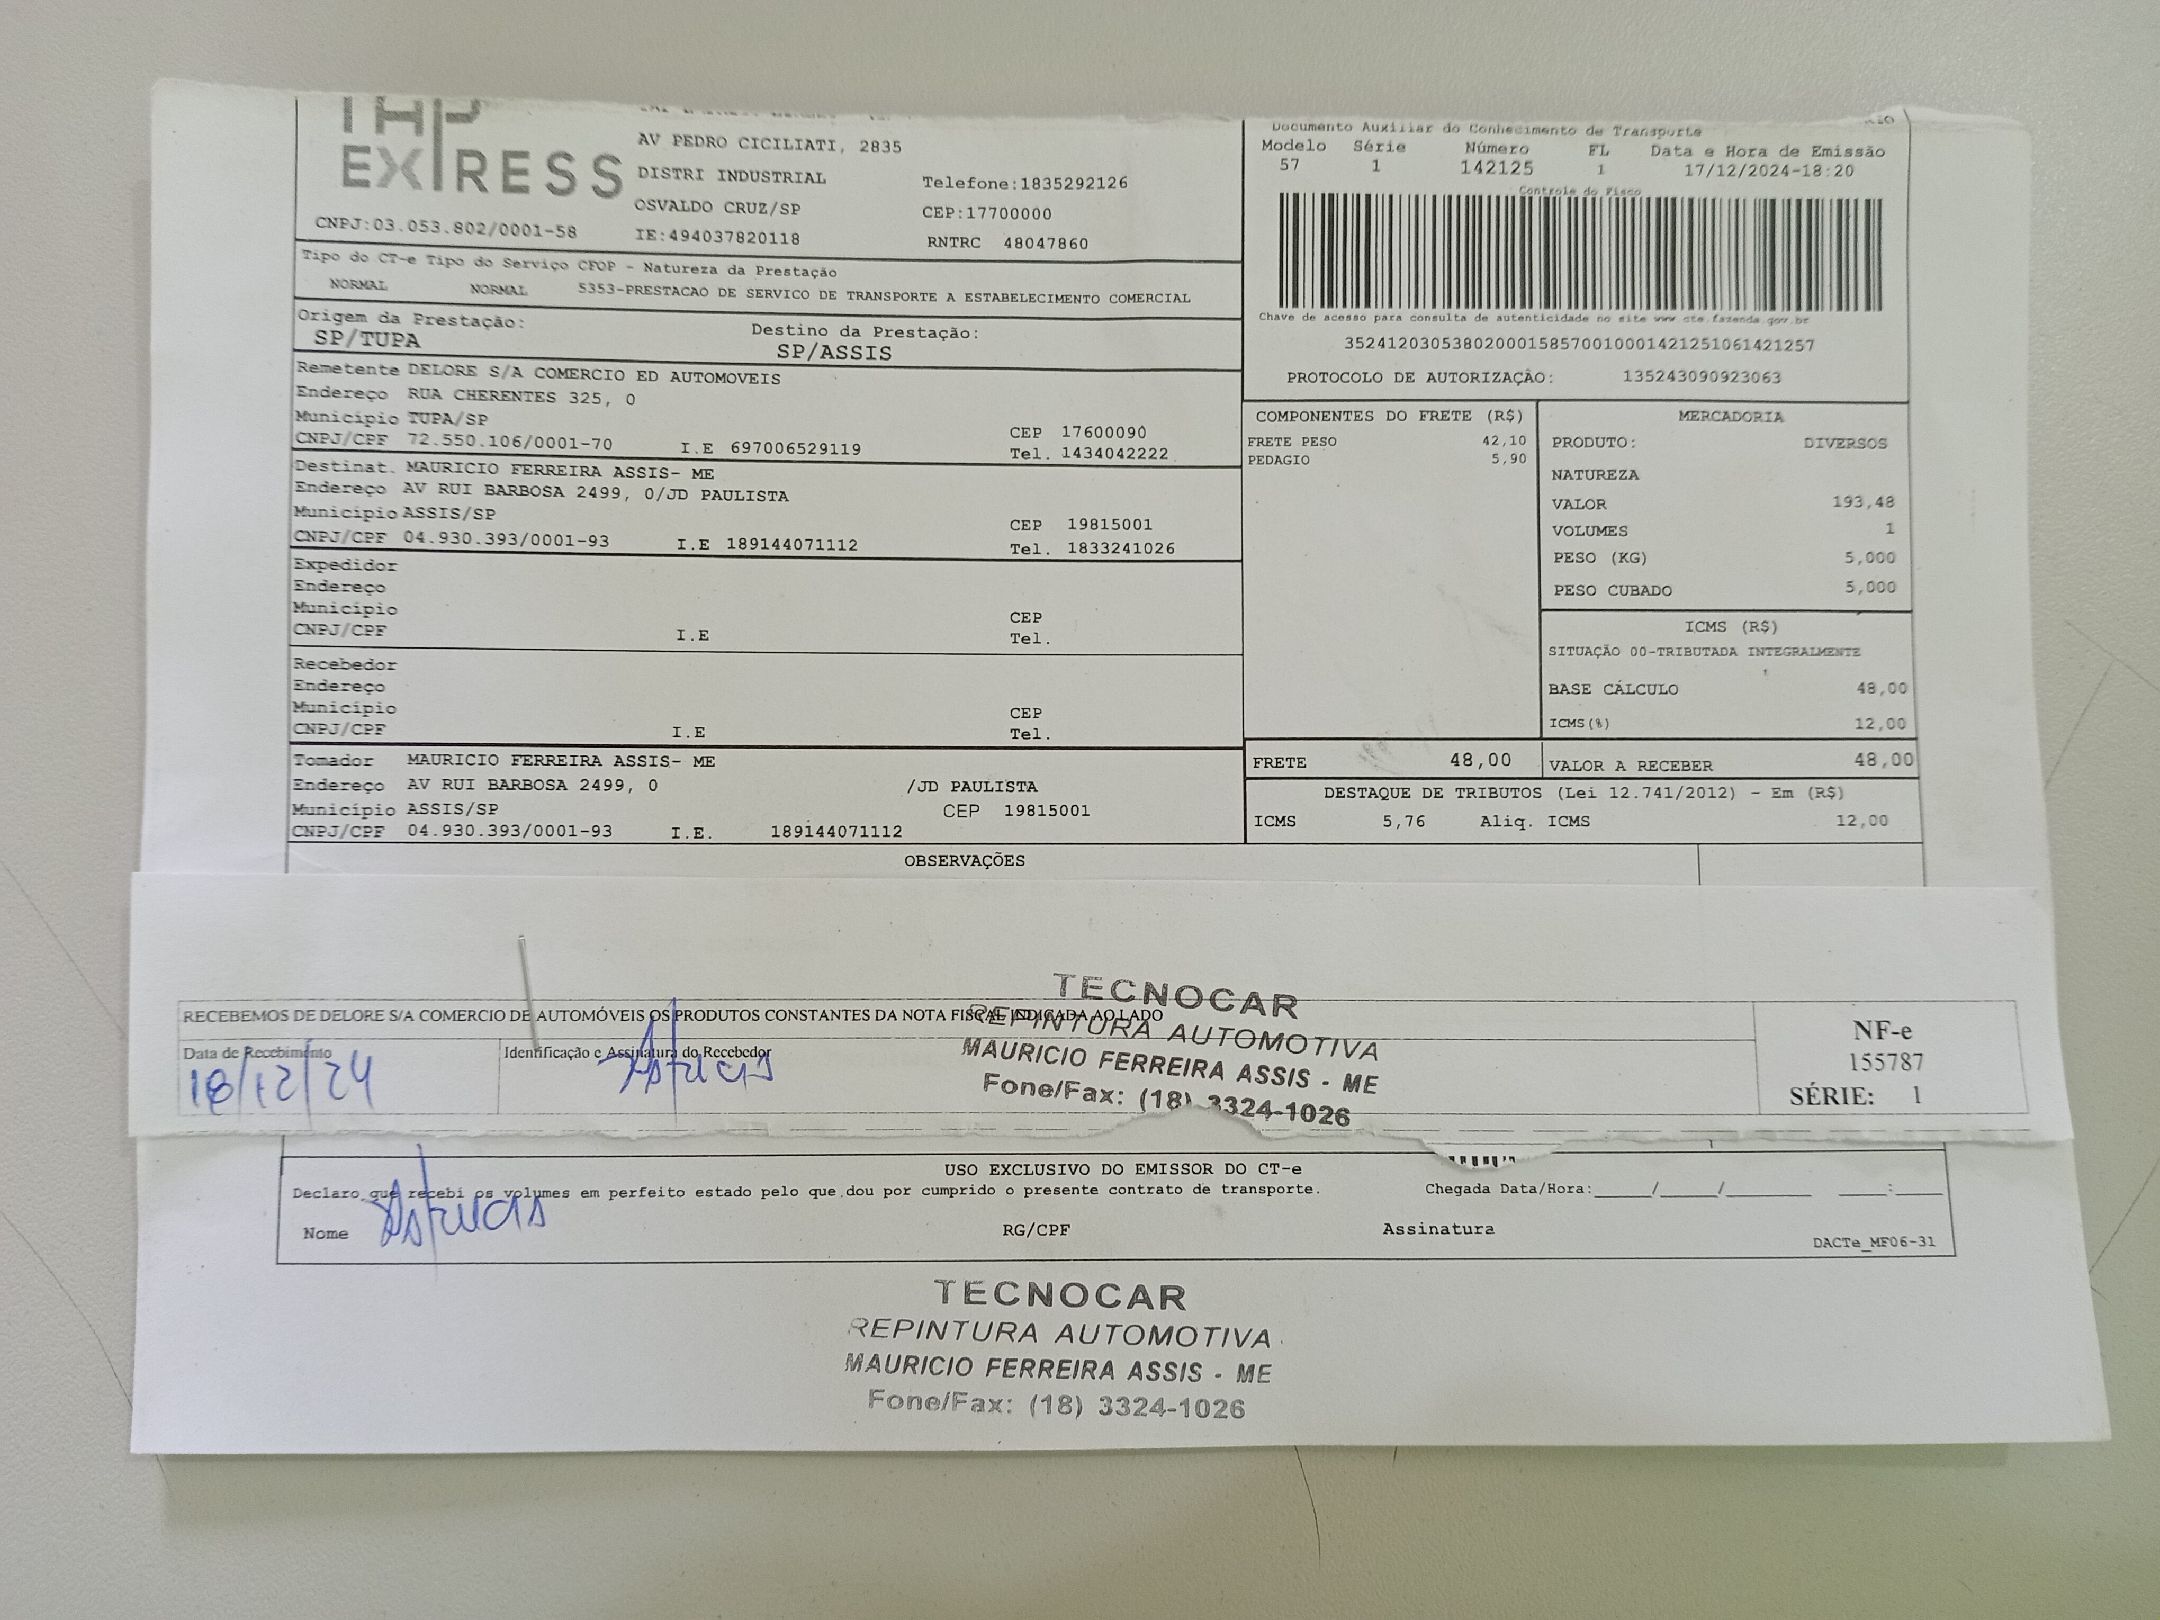 EXPRESS
AV PEDRO CICILIATI, 2835
DISTRI INDUSTRIAL
Telefone:1835292126
OSVALDO CRUZ/SP
CEP:17700000
CNPJ:03.053.802/0001-58
IE:494037820118
RNTRC 48047860
Documento Auxiliar do Conhecimento de Transporte
Modelo Série Número FL Data e Hora de Emissão
57 1 142125 1 17/12/2024-18:20
Controle do Fisco
Tipo do CT-e Tipo do Serviço CFOP - Natureza da Prestação
NORMAL NORMAL 5353-PRESTACAO DE SERVICO DE TRANSPORTE A ESTABELECIMENTO COMERCIAL
Origem da Prestação: Destino da Prestação:
SP/TUPA SP/ASSIS
Chave de acesso para consulta de autenticidade no site www cte.fazenda.gov.br
35241203053802000158570010001421251061421257
PROTOCOLO DE AUTORIZAÇÃO: 135243090923063
Remetente DELORE S/A COMERCIO ED AUTOMOVEIS
Endereço RUA CHERENTES 325, 0
Município TUPA/SP CEP 17600090
CNPJ/CPF 72.550.106/0001-70 I.E 697006529119 Tel. 1434042222
Destinat. MAURICIO FERREIRA ASSIS- ME
Endereço AV RUI BARBOSA 2499, 0/JD PAULISTA
Município ASSIS/SP CEP 19815001
CNPJ/CPF 04.930.393/0001-93 I.E 189144071112 Tel. 1833241026
Expedidor
Endereço
Município CEP
CNPJ/CPF I.E Tel.
Recebedor
Endereço
Município CEP
CNPJ/CPF I.E Tel.
Tomador MAURICIO FERREIRA ASSIS- ME
Endereço AV RUI BARBOSA 2499, 0 /JD PAULISTA
Município ASSIS/SP CEP 19815001
CNPJ/CPF 04.930.393/0001-93 I.E. 189144071112
COMPONENTES DO FRETE (R$)
FRETE PESO 42,10
PEDAGIO 5,90
MERCADORIA
PRODUTO: DIVERSOS
NATUREZA
VALOR 193,48
VOLUMES 1
PESO (KG) 5,000
PESO CUBADO 5,000
ICMS (R$)
SITUAÇÃO 00-TRIBUTADA INTEGRALMENTE
BASE CÁLCULO 48,00
ICMS(%) 12,00
FRETE 48,00 VALOR A RECEBER 48,00
DESTAQUE DE TRIBUTOS (Lei 12.741/2012) - Em (R$)
ICMS 5,76 Aliq. ICMS 12,00
OBSERVAÇÕES
RECEBEMOS DE DELORE S/A COMERCIO DE AUTOMÓVEIS OS PRODUTOS CONSTANTES DA NOTA FISCAL INDICADA AO LADO
Data de Recebimento Identificação e Assinatura do Recebedor
18/12/24
TECNOCAR
REPINTURA AUTOMOTIVA
MAURICIO FERREIRA ASSIS - ME
Fone/Fax: (18) 3324-1026
NF-e
155787
SÉRIE: 1
USO EXCLUSIVO DO EMISSOR DO CT-e
Declaro que recebi os volumes em perfeito estado pelo que dou por cumprido o presente contrato de transporte. Chegada Data/Hora:_____/_____/_______ ____:____
Nome RG/CPF Assinatura
DACTe_MF06-31
TECNOCAR
REPINTURA AUTOMOTIVA
MAURICIO FERREIRA ASSIS - ME
Fone/Fax: (18) 3324-1026